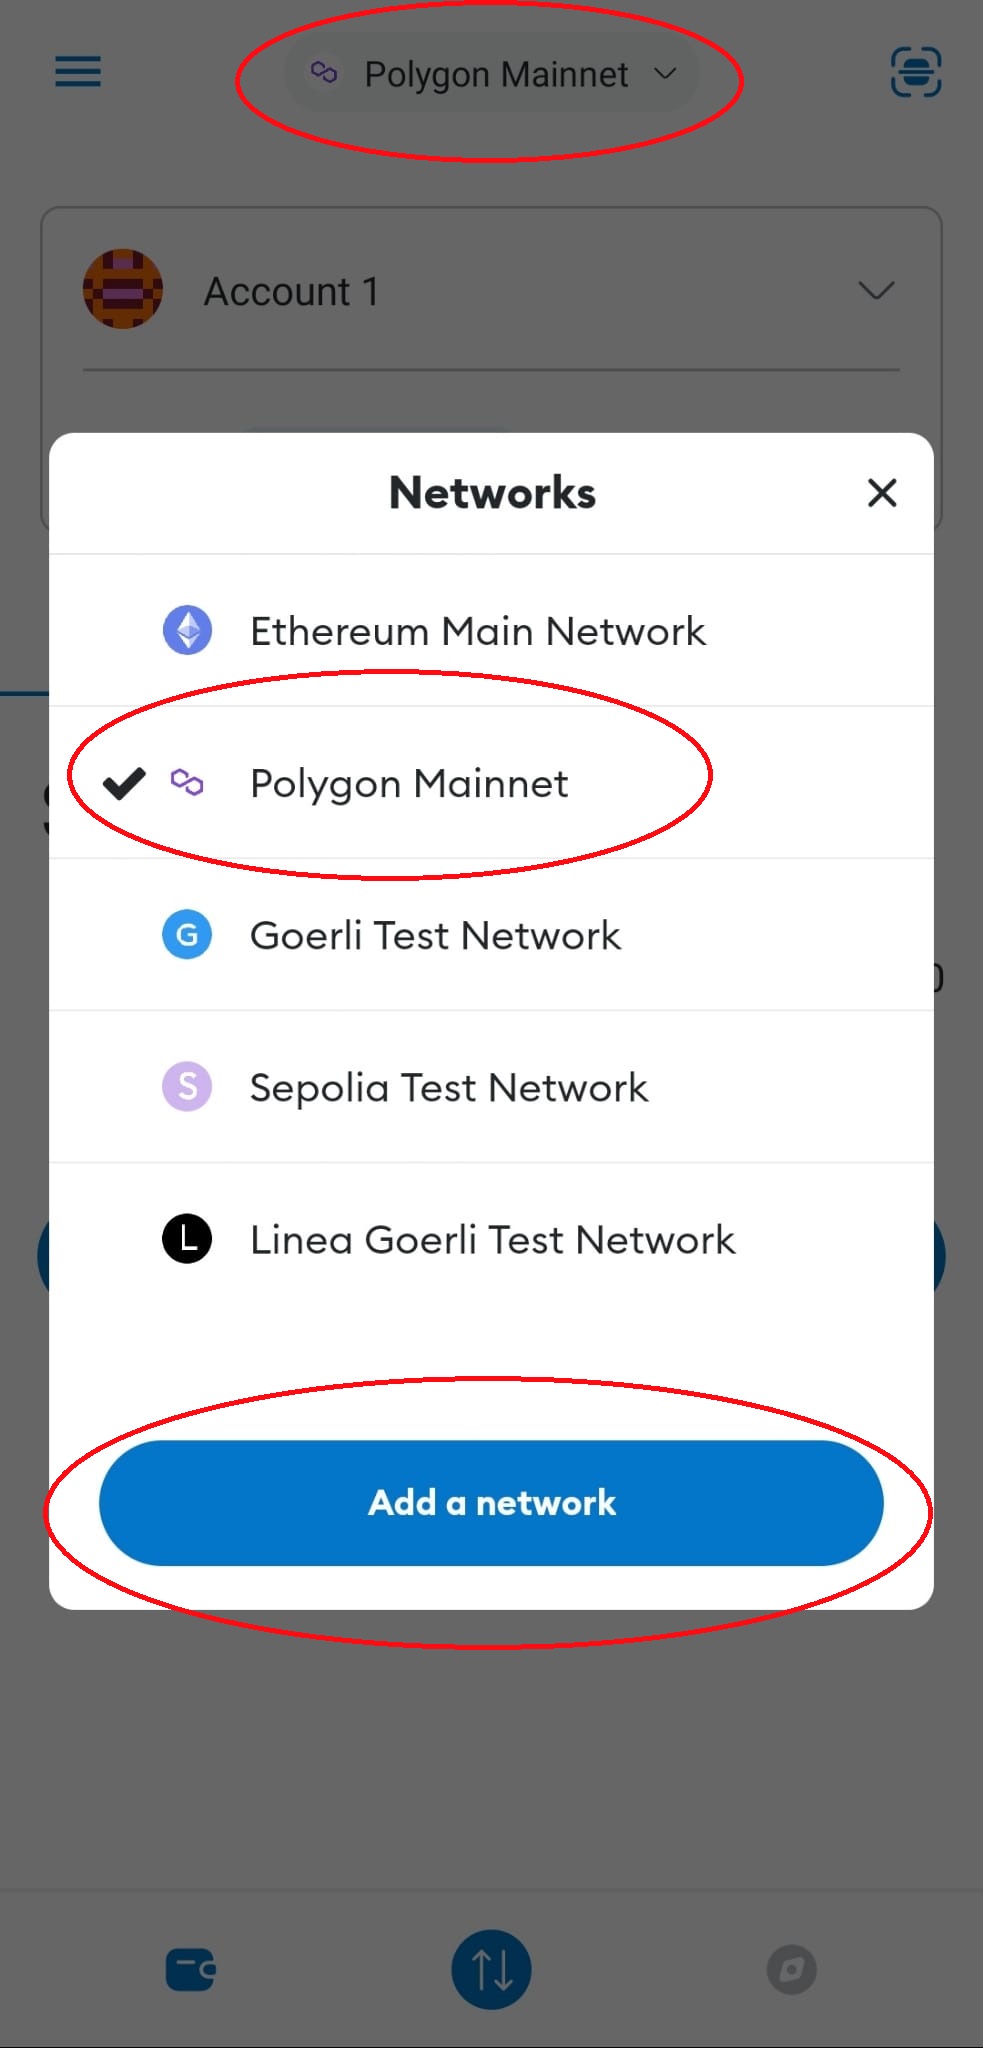 Polygon Mainnet
Account 1
Networks
Ethereum Main Network
Polygon Mainnet
G Goerli Test Network
S Sepolia Test Network
L Linea Goerli Test Network
Add a network